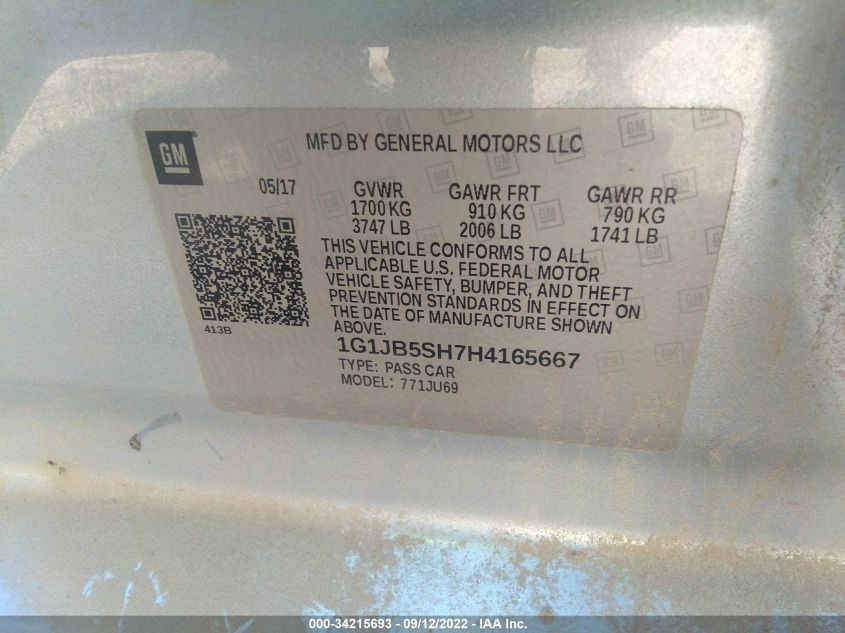 GM
MFD BY GENERAL MOTORS LLC
05/17 GVWR GAWR FRT GAWR RR
1700 KG 910 KG 790 KG
3747 LB 2006 LB 1741 LB
THIS VEHICLE CONFORMS TO ALL
APPLICABLE U.S. FEDERAL MOTOR
VEHICLE SAFETY, BUMPER, AND THEFT
PREVENTION STANDARDS IN EFFECT ON
THE DATE OF MANUFACTURE SHOWN
ABOVE.
413B
1G1JB5SH7H4165667
TYPE: PASS CAR
MODEL: 771JU69
000-34215693 - 09/12/2022 - IAA Inc.